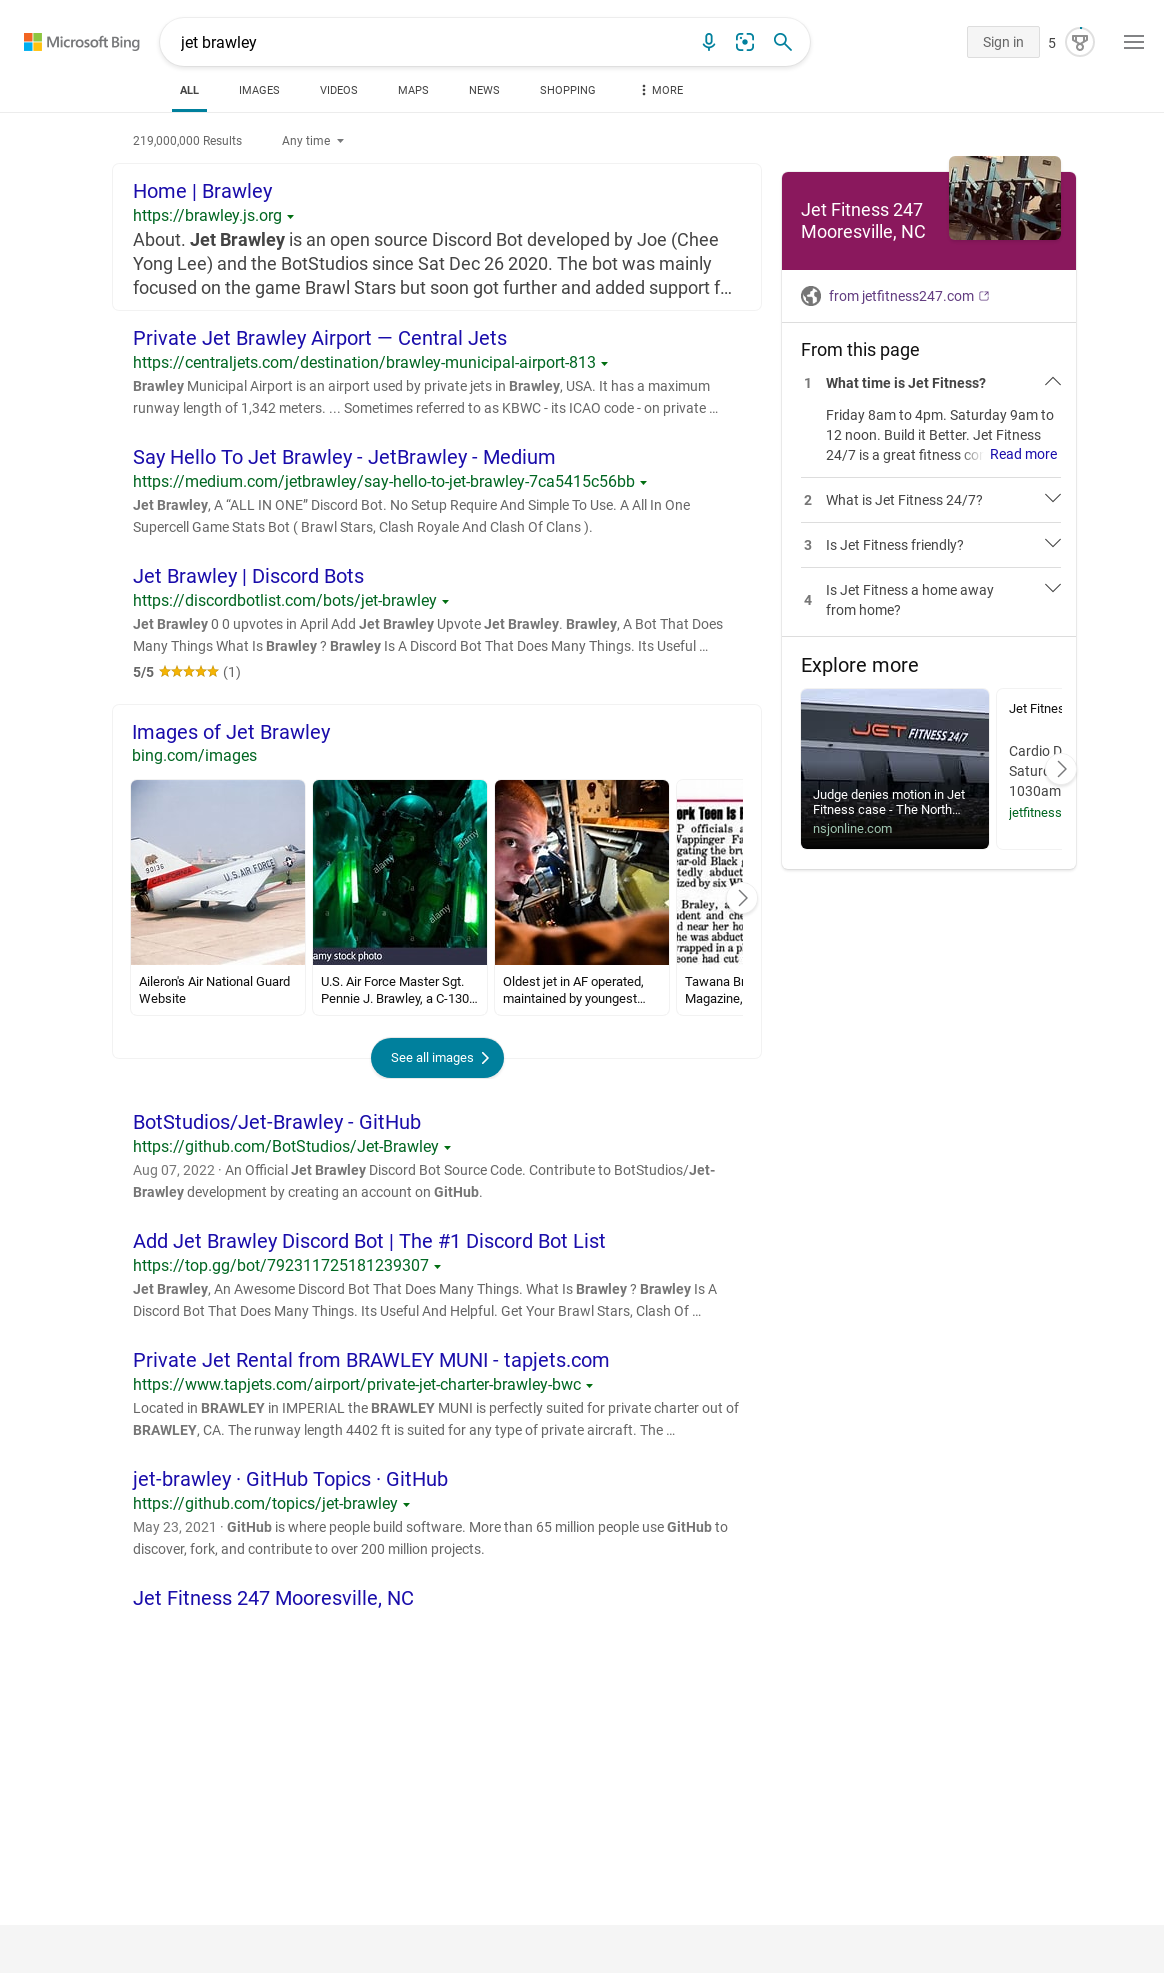 Microsoft Bing
jet brawley
Sign in
5
ALL
IMAGES
VIDEOS
MAPS
NEWS
SHOPPING
MORE
219,000,000 Results
Any time
Home | Brawley
https://brawley.js.org
About. Jet Brawley is an open source Discord Bot developed by Joe (Chee
Yong Lee) and the BotStudios since Sat Dec 26 2020. The bot was mainly
focused on the game Brawl Stars but soon got further and added support f…
Private Jet Brawley Airport — Central Jets
https://centraljets.com/destination/brawley-municipal-airport-813
Brawley Municipal Airport is an airport used by private jets in Brawley, USA. It has a maximum
runway length of 1,342 meters. ... Sometimes referred to as KBWC - its ICAO code - on private …
Say Hello To Jet Brawley - JetBrawley - Medium
https://medium.com/jetbrawley/say-hello-to-jet-brawley-7ca5415c56bb
Jet Brawley, A “ALL IN ONE” Discord Bot. No Setup Require And Simple To Use. A All In One
Supercell Game Stats Bot ( Brawl Stars, Clash Royale And Clash Of Clans ).
Jet Brawley | Discord Bots
https://discordbotlist.com/bots/jet-brawley
Jet Brawley 0 0 upvotes in April Add Jet Brawley Upvote Jet Brawley. Brawley, A Bot That Does
Many Things What Is Brawley ? Brawley Is A Discord Bot That Does Many Things. Its Useful …
5/5 (1)
Images of Jet Brawley
bing.com/images
90136
CALIFORNIA
U.S. AIR FORCE
alamy
alamy
alamy
amy stock photo
ork Teen Is
P officials
Wappinger Fa
gating the bru
ear-old Black
tedly abduct
ized by six W
Braley, a
udent and che
d near her ho
he was abduct
wrapped in a p
eone had cut
Aileron's Air National Guard
Website
U.S. Air Force Master Sgt.
Pennie J. Brawley, a C-130…
Oldest jet in AF operated,
maintained by youngest…
Tawana Br
Magazine,
See all images
BotStudios/Jet-Brawley - GitHub
https://github.com/BotStudios/Jet-Brawley
Aug 07, 2022 · An Official Jet Brawley Discord Bot Source Code. Contribute to BotStudios/Jet-
Brawley development by creating an account on GitHub.
Add Jet Brawley Discord Bot | The #1 Discord Bot List
https://top.gg/bot/792311725181239307
Jet Brawley, An Awesome Discord Bot That Does Many Things. What Is Brawley ? Brawley Is A
Discord Bot That Does Many Things. Its Useful And Helpful. Get Your Brawl Stars, Clash Of …
Private Jet Rental from BRAWLEY MUNI - tapjets.com
https://www.tapjets.com/airport/private-jet-charter-brawley-bwc
Located in BRAWLEY in IMPERIAL the BRAWLEY MUNI is perfectly suited for private charter out of
BRAWLEY, CA. The runway length 4402 ft is suited for any type of private aircraft. The …
jet-brawley · GitHub Topics · GitHub
https://github.com/topics/jet-brawley
May 23, 2021 · GitHub is where people build software. More than 65 million people use GitHub to
discover, fork, and contribute to over 200 million projects.
Jet Fitness 247 Mooresville, NC
Jet Fitness 247
Mooresville, NC
from jetfitness247.com
From this page
1 What time is Jet Fitness?
Friday 8am to 4pm. Saturday 9am to
12 noon. Build it Better. Jet Fitness
24/7 is a great fitness co Read more
2 What is Jet Fitness 24/7?
3 Is Jet Fitness friendly?
4 Is Jet Fitness a home away
from home?
Explore more
JET FITNESS 24/7
Judge denies motion in Jet
Fitness case - The North…
nsjonline.com
Jet Fitnes
Cardio D
Satur
1030am
jetfitness